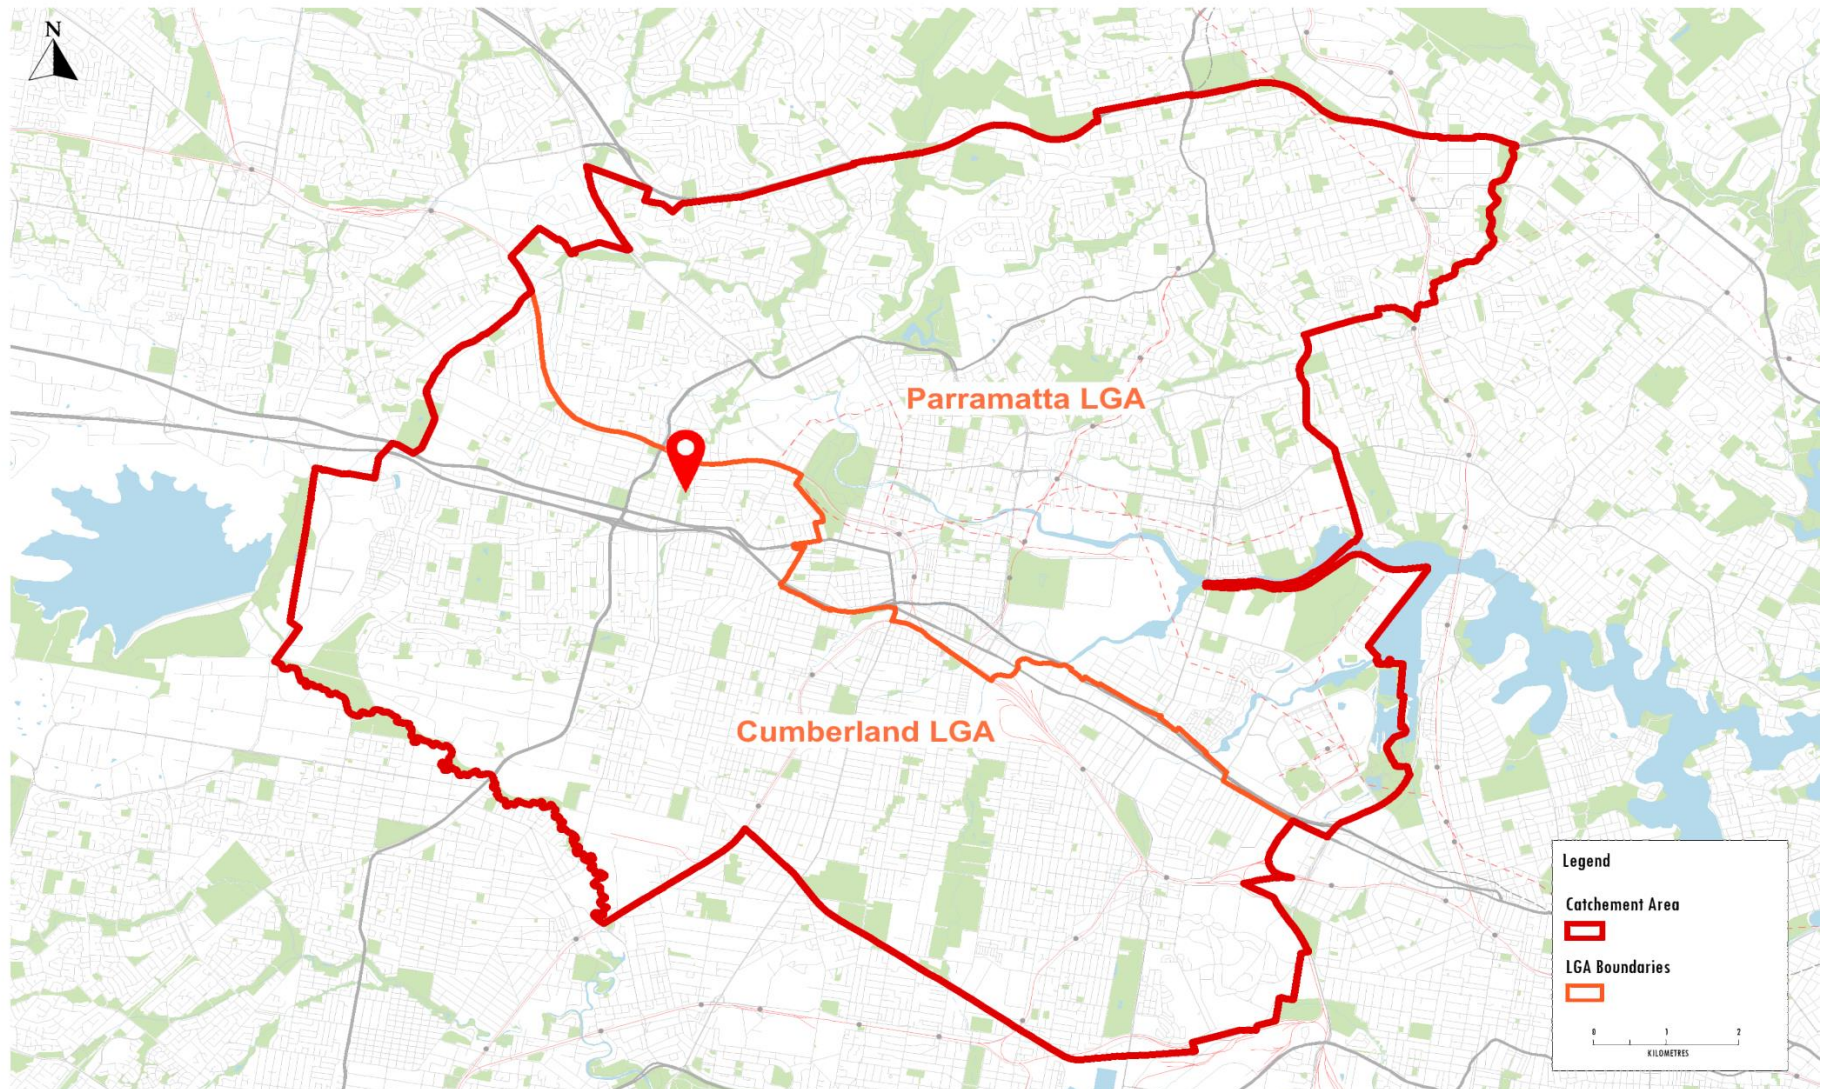 N
Parramatta LGA
Cumberland LGA
Legend
Catchement Area
LGA Boundaries
0 1 2
KILOMETRES